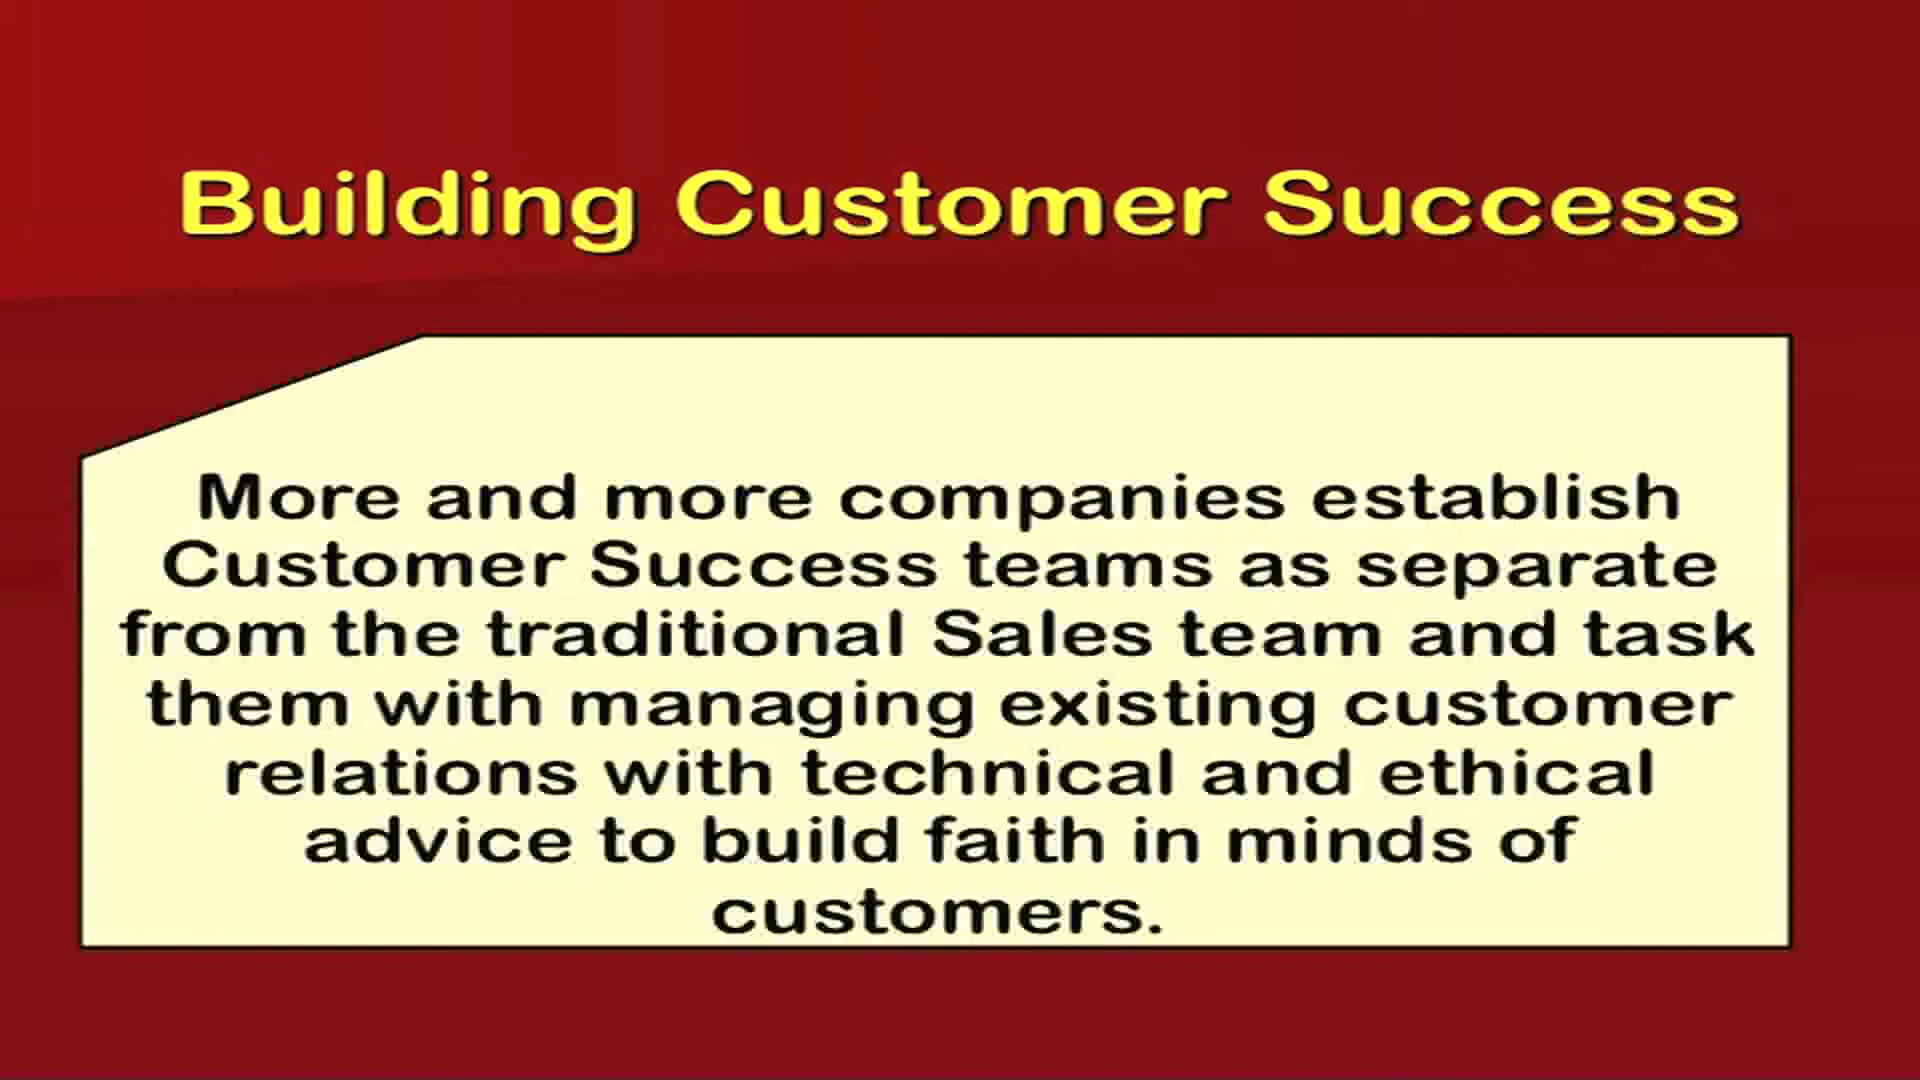 Building Customer Success
More and more companies establish
Customer Success teams as separate
from the traditional Sales team and task
them with managing existing customer
relations with technical and ethical
advice to build faith in minds of
customers.